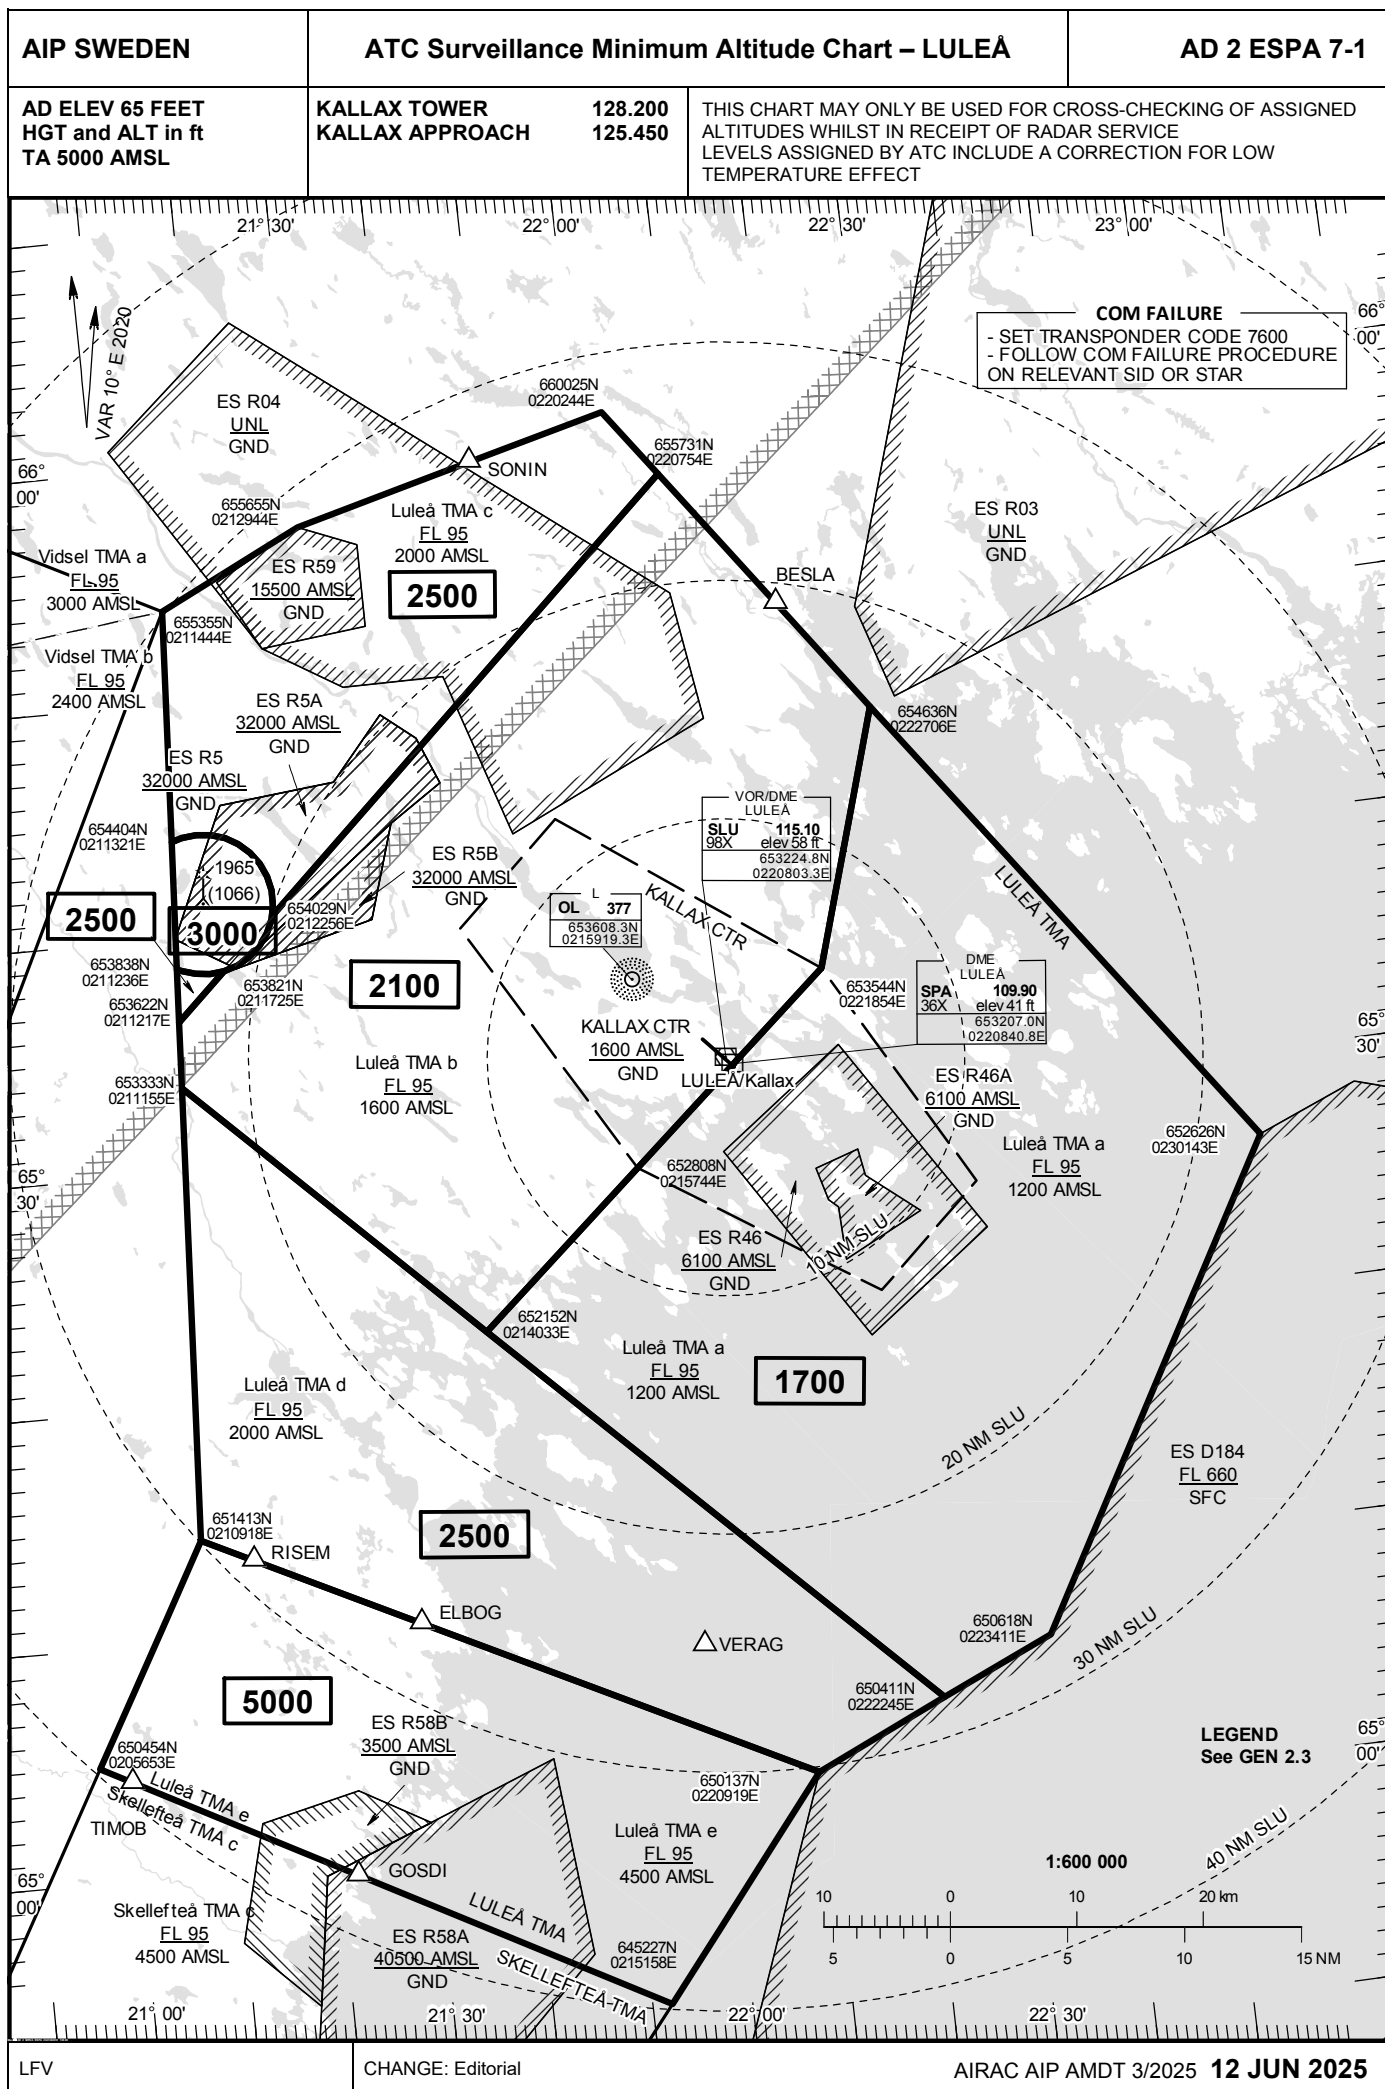 AIP SWEDEN
ATC Surveillance Minimum Altitude Chart – LULEÅ
AD 2 ESPA 7-1
AD ELEV 65 FEET
HGT and ALT in ft
TA 5000 AMSL
KALLAX TOWER 128.200
KALLAX APPROACH 125.450
THIS CHART MAY ONLY BE USED FOR CROSS-CHECKING OF ASSIGNED
ALTITUDES WHILST IN RECEIPT OF RADAR SERVICE
LEVELS ASSIGNED BY ATC INCLUDE A CORRECTION FOR LOW
TEMPERATURE EFFECT
21° 30'
22° 00'
22° 30'
23° 00'
VAR 10° E 2020
COM FAILURE
- SET TRANSPONDER CODE 7600
- FOLLOW COM FAILURE PROCEDURE
ON RELEVANT SID OR STAR
66°
00'
ES R04
UNL
GND
660025N
0220244E
655731N
0220754E
66°
00'
SONIN
655655N
0212944E
Luleå TMA c
FL 95
2000 AMSL
2500
ES R03
UNL
GND
Vidsel TMA a
FL 95
3000 AMSL
ES R59
15500 AMSL
GND
BESLA
655355N
0211444E
Vidsel TMA b
FL 95
2400 AMSL
ES R5A
32000 AMSL
GND
654636N
0222706E
ES R5
32000 AMSL
GND
VOR/DME
LULEÅ
SLU 115.10
98X elev 58 ft
653224.8N
0220803.3E
654404N
0211321E
1965
(1066)
ES R5B
32000 AMSL
GND
L
OL 377
653608.3N
0215919.3E
KALLAX CTR
LULEÅ TMA
2500
3000
654029N
0212256E
653838N
0211236E
653821N
0211725E
2100
653622N
0211217E
653544N
0221854E
DME
LULEÅ
SPA 109.90
36X elev 41 ft
653207.0N
0220840.8E
65°
30'
KALLAX CTR
1600 AMSL
GND
LULEÅ/Kallax
Luleå TMA b
FL 95
1600 AMSL
653333N
0211155E
ES R46A
6100 AMSL
GND
652626N
0230143E
Luleå TMA a
FL 95
1200 AMSL
65°
30'
652808N
0215744E
ES R46
6100 AMSL
GND
10 NM SLU
652152N
0214033E
Luleå TMA a
FL 95
1200 AMSL
1700
Luleå TMA d
FL 95
2000 AMSL
20 NM SLU
ES D184
FL 660
SFC
651413N
0210918E
2500
RISEM
ELBOG
VERAG
650618N
0223411E
30 NM SLU
5000
650411N
0222245E
ES R58B
3500 AMSL
GND
LEGEND
See GEN 2.3
65°
00'
650454N
0205653E
Luleå TMA e
Skellefteå TMA c
TIMOB
650137N
0220919E
Luleå TMA e
FL 95
4500 AMSL
40 NM SLU
1:600 000
GOSDI
65°
00'
10 0 10 20 km
5 0 5 10 15 NM
Skellefteå TMA c
FL 95
4500 AMSL
LULEÅ TMA
SKELLEFTEÅ TMA
ES R58A
40500 AMSL
GND
645227N
0215158E
21° 00'
21° 30'
22° 00'
22° 30'
LFV
CHANGE: Editorial
AIRAC AIP AMDT 3/2025 12 JUN 2025